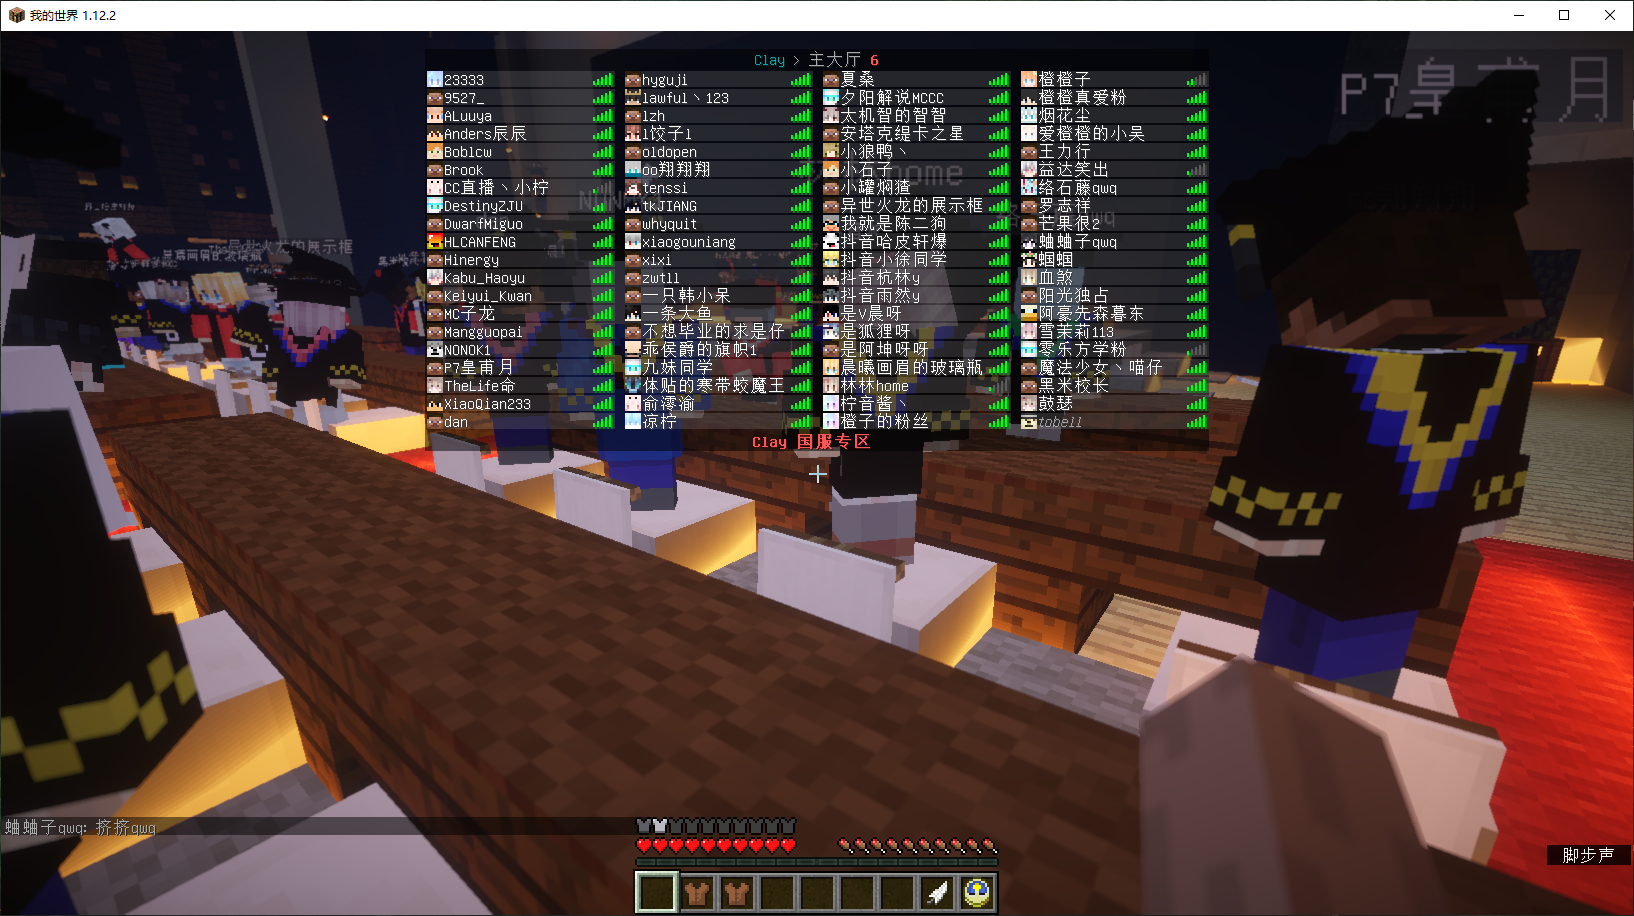 我的世界 1.12.2
Clay > 主大厅 6
P7皇甫月
23333
9527_
ALuuya
Anders辰辰
Boblcw
Brook
CC直播丶小柠
DestinyZJU
DwarfMiguo
HLCANFENG
Hinergy
Kabu_Haoyu
Keiyui_Kwan
MC子龙
Mangguopai
NONOK1
P7皇甫月
TheLife命
XiaoQian233
dan
hyguji
lawful丶123
lzh
l饺子l
oldopen
oo翔翔翔
tenssi
tKJIANG
whyquit
xiaogouniang
xixi
zwtll
一只韩小呆
一条大鱼
不想毕业的求是仔
乖侯爵的旗帜1
九妹同学
体贴的寒带蛟魔王
俞澪渝
凉柠
夏桑
夕阳解说MCCC
太机智的智智
安塔克缇卡之星
小狼鸭丶
小石子
小罐焖猹
异世火龙的展示框
我就是陈二狗
抖音哈皮轩爆
抖音小徐同学
抖音杭林y
抖音雨然y
是V晨呀
是狐狸呀
是阿坤呀呀
晨曦画眉的玻璃瓶
林林home
柠音酱丶
橙子的粉丝
橙橙子
橙橙真爱粉
烟花尘
爱橙橙的小吴
王力行
益达笑出
络石藤qwq
罗志祥
芒果很2
蛐蛐子qwq
蝈蝈
血煞
阳光独占
阿豪先森暮东
雪茉莉113
零乐方学粉
魔法少女丶喵仔
黑米校长
鼓瑟
tobell
Clay 国服专区
蛐蛐子qwq: 挤挤qwq
脚步声